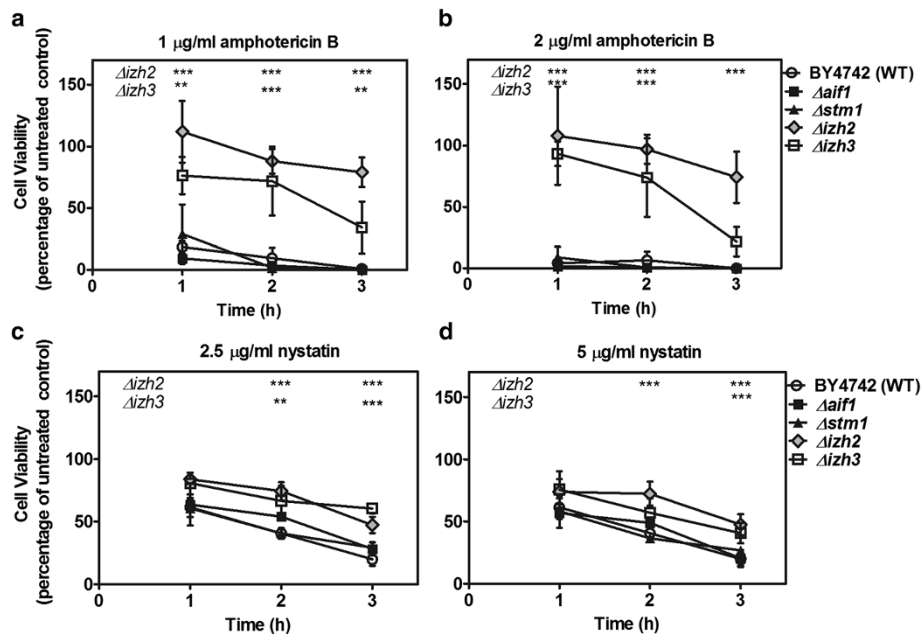 a
1 μg/ml amphotericin B
Cell Viability
(percentage of untreated control)
150
100
50
0
Δizh2 *** *** ***
Δizh3 ** *** **
0 1 2 3
Time (h)
b
2 μg/ml amphotericin B
150
100
50
0
Δizh2 *** *** ***
Δizh3 *** ***
0 1 2 3
Time (h)
BY4742 (WT)
Δaif1
Δstm1
Δizh2
Δizh3
c
2.5 μg/ml nystatin
Cell Viability
(percentage of untreated control)
150
100
50
0
Δizh2 *** ***
Δizh3 ** ***
0 1 2 3
Time (h)
d
5 μg/ml nystatin
150
100
50
0
Δizh2 *** ***
Δizh3 ***
0 1 2 3
Time (h)
BY4742 (WT)
Δaif1
Δstm1
Δizh2
Δizh3